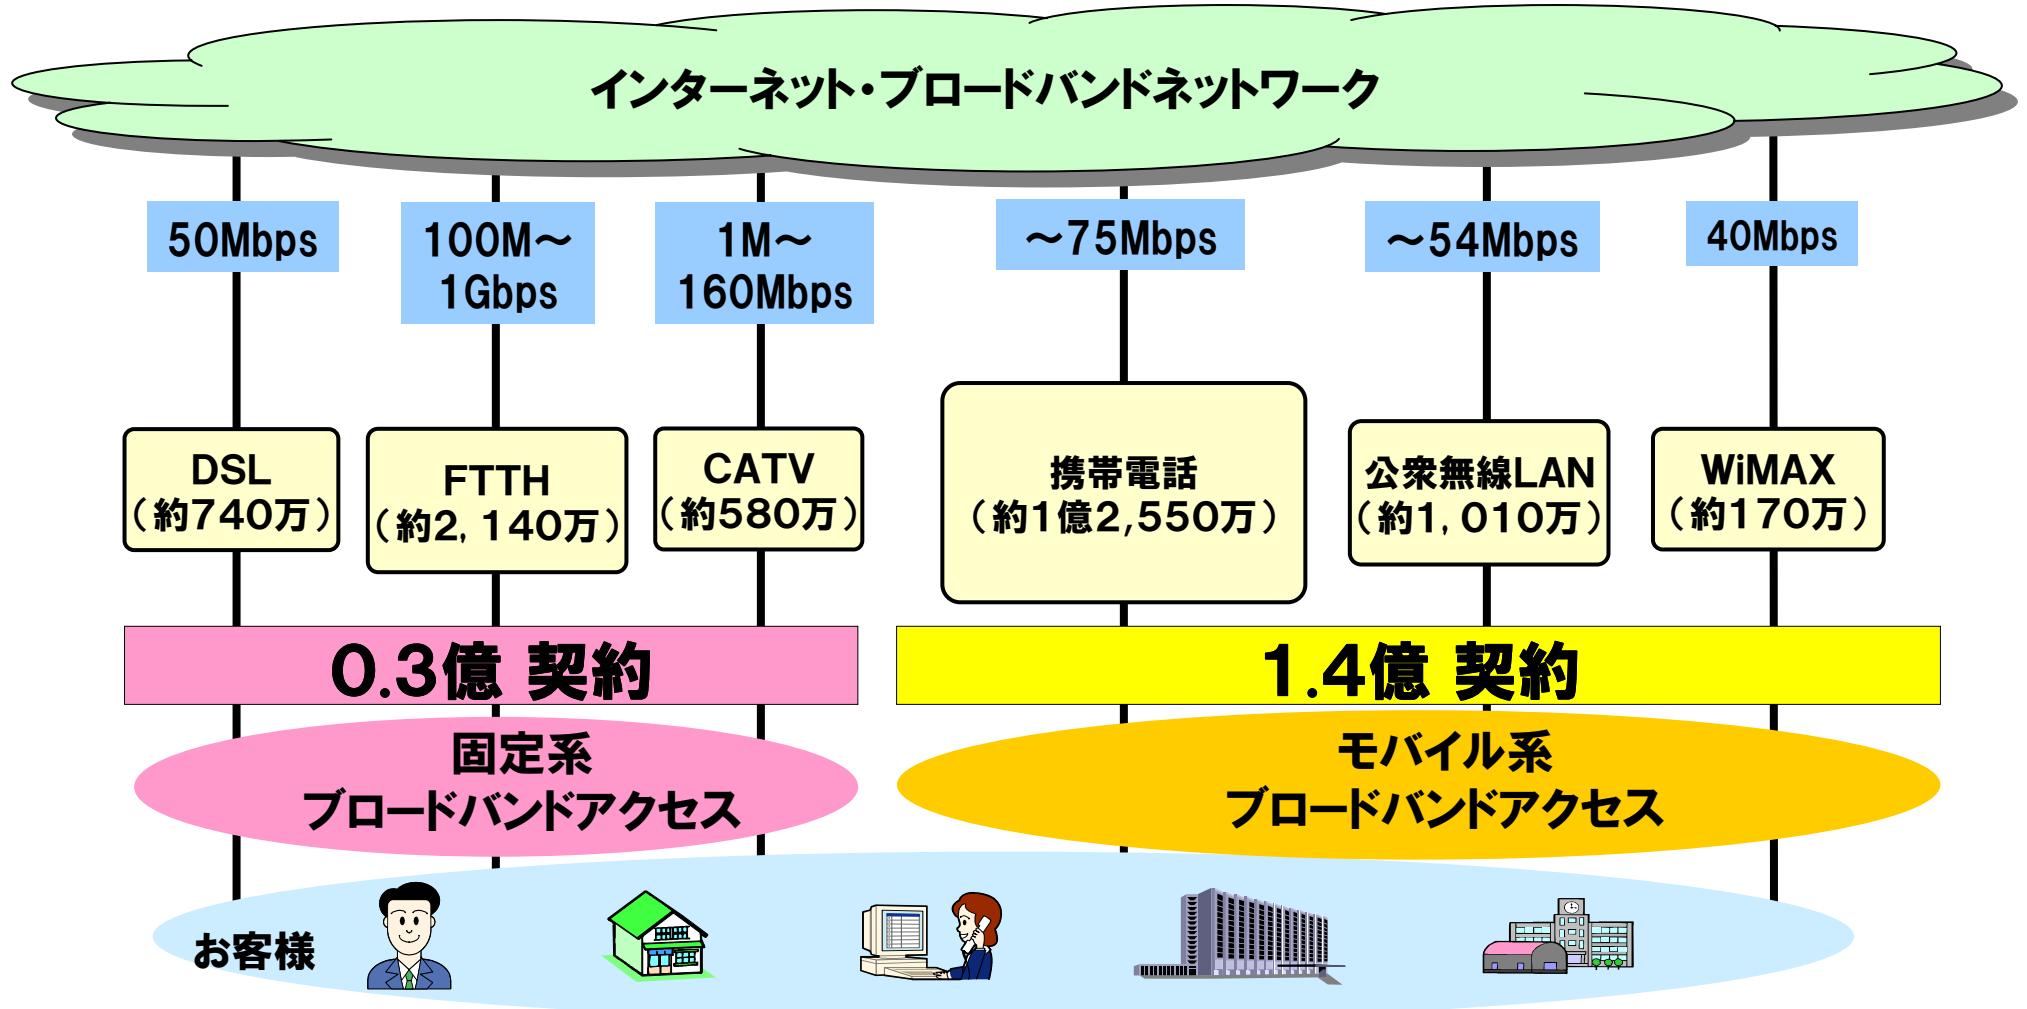 インターネット・ブロードバンドネットワーク
50Mbps
100M～
1Gbps
1M～
160Mbps
～75Mbps
～54Mbps
40Mbps
DSL
（約740万）
FTTH
（約2,140万）
CATV
（約580万）
携帯電話
（約1億2,550万）
公衆無線LAN
（約1,010万）
WiMAX
（約170万）
0.3億 契約
1.4億 契約
固定系
ブロードバンドアクセス
モバイル系
ブロードバンドアクセス
お客様